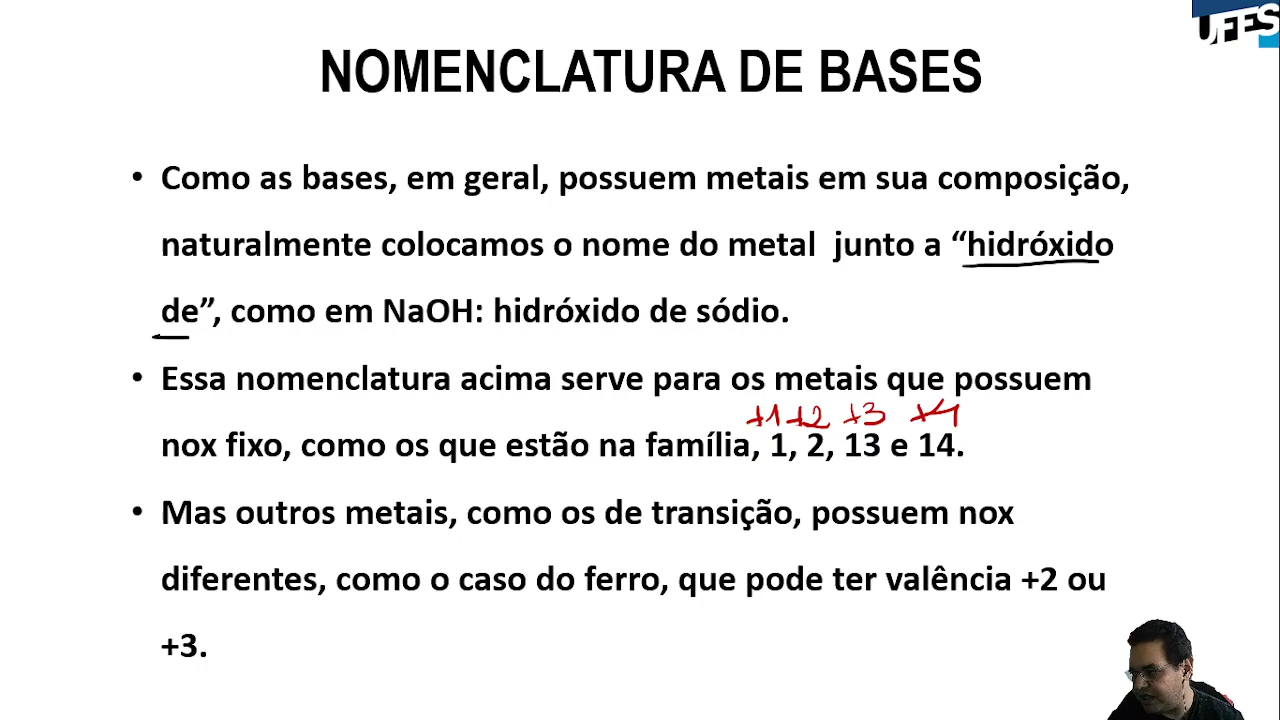 UFES
NOMENCLATURA DE BASES
• Como as bases, em geral, possuem metais em sua composição,
naturalmente colocamos o nome do metal junto a “hidróxido
de”, como em NaOH: hidróxido de sódio.
• Essa nomenclatura acima serve para os metais que possuem
+1 +2 +3 +4
nox fixo, como os que estão na família, 1, 2, 13 e 14.
• Mas outros metais, como os de transição, possuem nox
diferentes, como o caso do ferro, que pode ter valência +2 ou
+3.